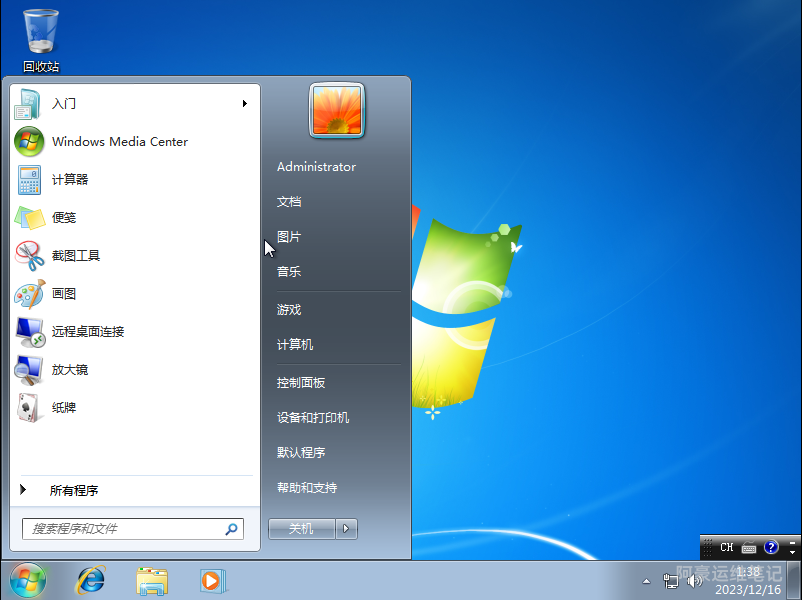 回收站
入门
Windows Media Center
计算器
便笺
截图工具
画图
远程桌面连接
放大镜
纸牌
所有程序
搜索程序和文件
Administrator
文档
图片
音乐
游戏
计算机
控制面板
设备和打印机
默认程序
帮助和支持
关机
CH
阿豪运维笔记
1:38
2023/12/16